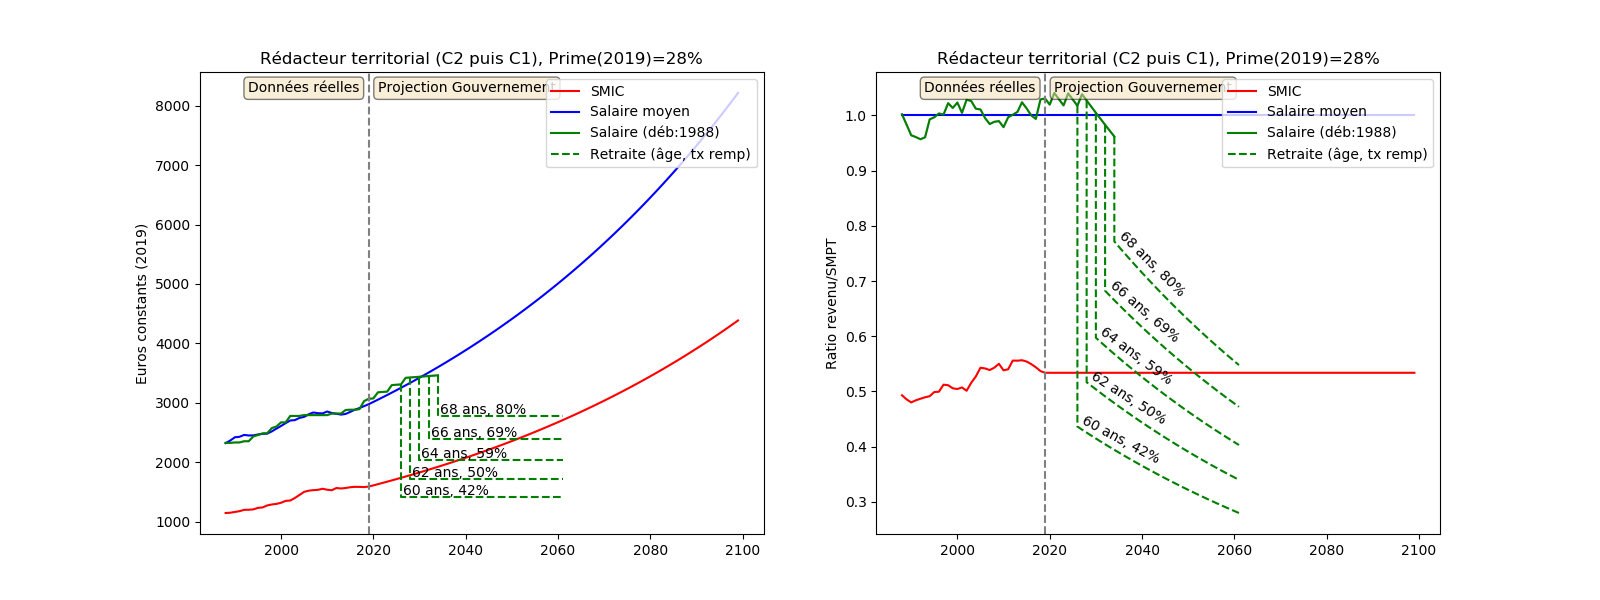 Rédacteur territorial (C2 puis C1), Prime(2019)=28%
Données réelles
Projection Gouvernement
SMIC
Salaire moyen
Salaire (déb:1988)
Retraite (âge, tx remp)
Euros constants (2019)
8000
7000
6000
5000
4000
3000
2000
1000
68 ans, 80%
66 ans, 69%
64 ans, 59%
62 ans, 50%
60 ans, 42%
2000
2020
2040
2060
2080
2100
Rédacteur territorial (C2 puis C1), Prime(2019)=28%
Données réelles
Projection Gouvernement
SMIC
Salaire moyen
Salaire (déb:1988)
Retraite (âge, tx remp)
Ratio revenu/SMPT
1.0
0.9
0.8
0.7
0.6
0.5
0.4
0.3
68 ans, 80%
66 ans, 69%
64 ans, 59%
62 ans, 50%
60 ans, 42%
2000
2020
2040
2060
2080
2100